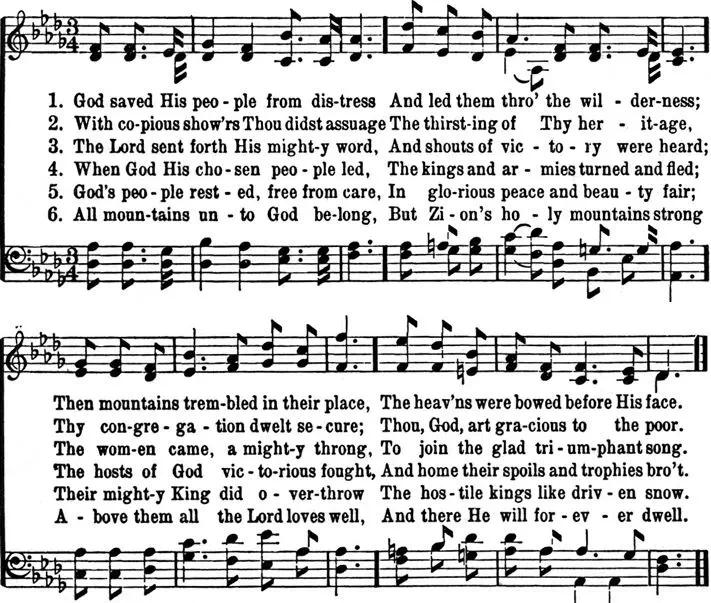 3
4
1. God saved His peo - ple from dis-tress And led them thro' the wil - der-ness;
2. With co-pious show'rs Thou didst assuage The thirst-ing of Thy her - it-age,
3. The Lord sent forth His might-y word, And shouts of vic - to - ry were heard;
4. When God His cho-sen peo-ple led, The kings and ar - mies turned and fled;
5. God's peo-ple rest - ed, free from care, In glo-rious peace and beau - ty fair;
6. All moun-tains un - to God be-long, But Zi-on's ho - ly mountains strong
3
4
Then mountains trem-bled in their place, The heav'ns were bowed before His face.
Thy con-gre-ga-tion dwelt se-cure; Thou, God, art gra-cious to the poor.
The wom-en came, a might-y throng, To join the glad tri-um-phant song.
The hosts of God vic-to-rious fought, And home their spoils and trophies bro't.
Their might-y King did o-ver-throw The hos-tile kings like driv-en snow.
A - bove them all the Lord loves well, And there He will for-ev - er dwell.